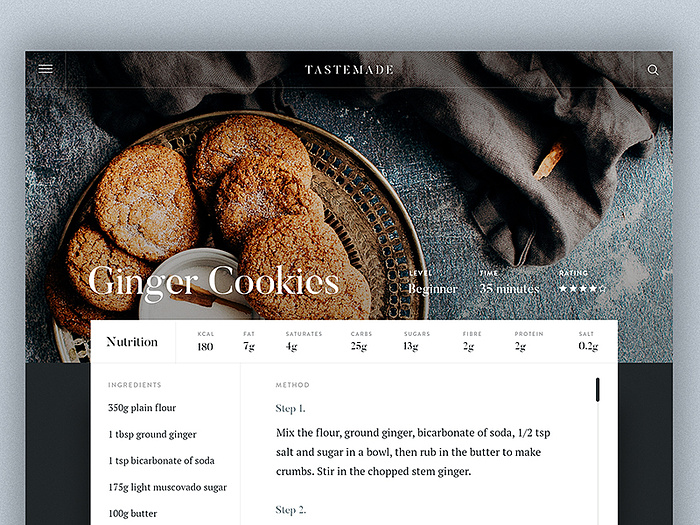 TASTEMADE
Ginger Cookies
LEVEL
Beginner
TIME
35 minutes
RATING
Nutrition
KCAL
180
FAT
7g
SATURATES
4g
CARBS
25g
SUGARS
13g
FIBRE
2g
PROTEIN
2g
SALT
0.2g
INGREDIENTS
350g plain flour
1 tbsp ground ginger
1 tsp bicarbonate of soda
175g light muscovado sugar
100g butter
METHOD
Step 1.
Mix the flour, ground ginger, bicarbonate of soda, 1/2 tsp
salt and sugar in a bowl, then rub in the butter to make
crumbs. Stir in the chopped stem ginger.
Step 2.